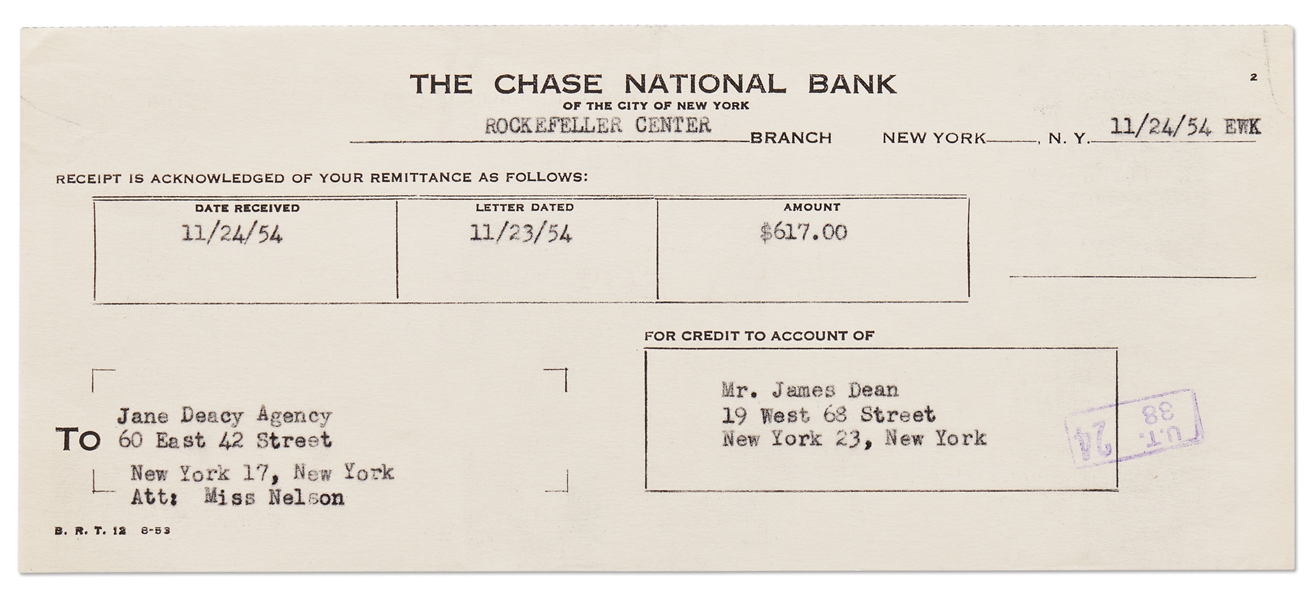 2
THE CHASE NATIONAL BANK
OF THE CITY OF NEW YORK
ROCKEFELLER CENTER BRANCH NEW YORK , N. Y. 11/24/54 EWK
RECEIPT IS ACKNOWLEDGED OF YOUR REMITTANCE AS FOLLOWS:
DATE RECEIVED LETTER DATED AMOUNT
11/24/54 11/23/54 $617.00
FOR CREDIT TO ACCOUNT OF
Mr. James Dean
19 West 68 Street
New York 23, New York
U.T. 24
38
TO
Jane Deacy Agency
60 East 42 Street
New York 17, New York
Att: Miss Nelson
B. R. T. 12 6-53